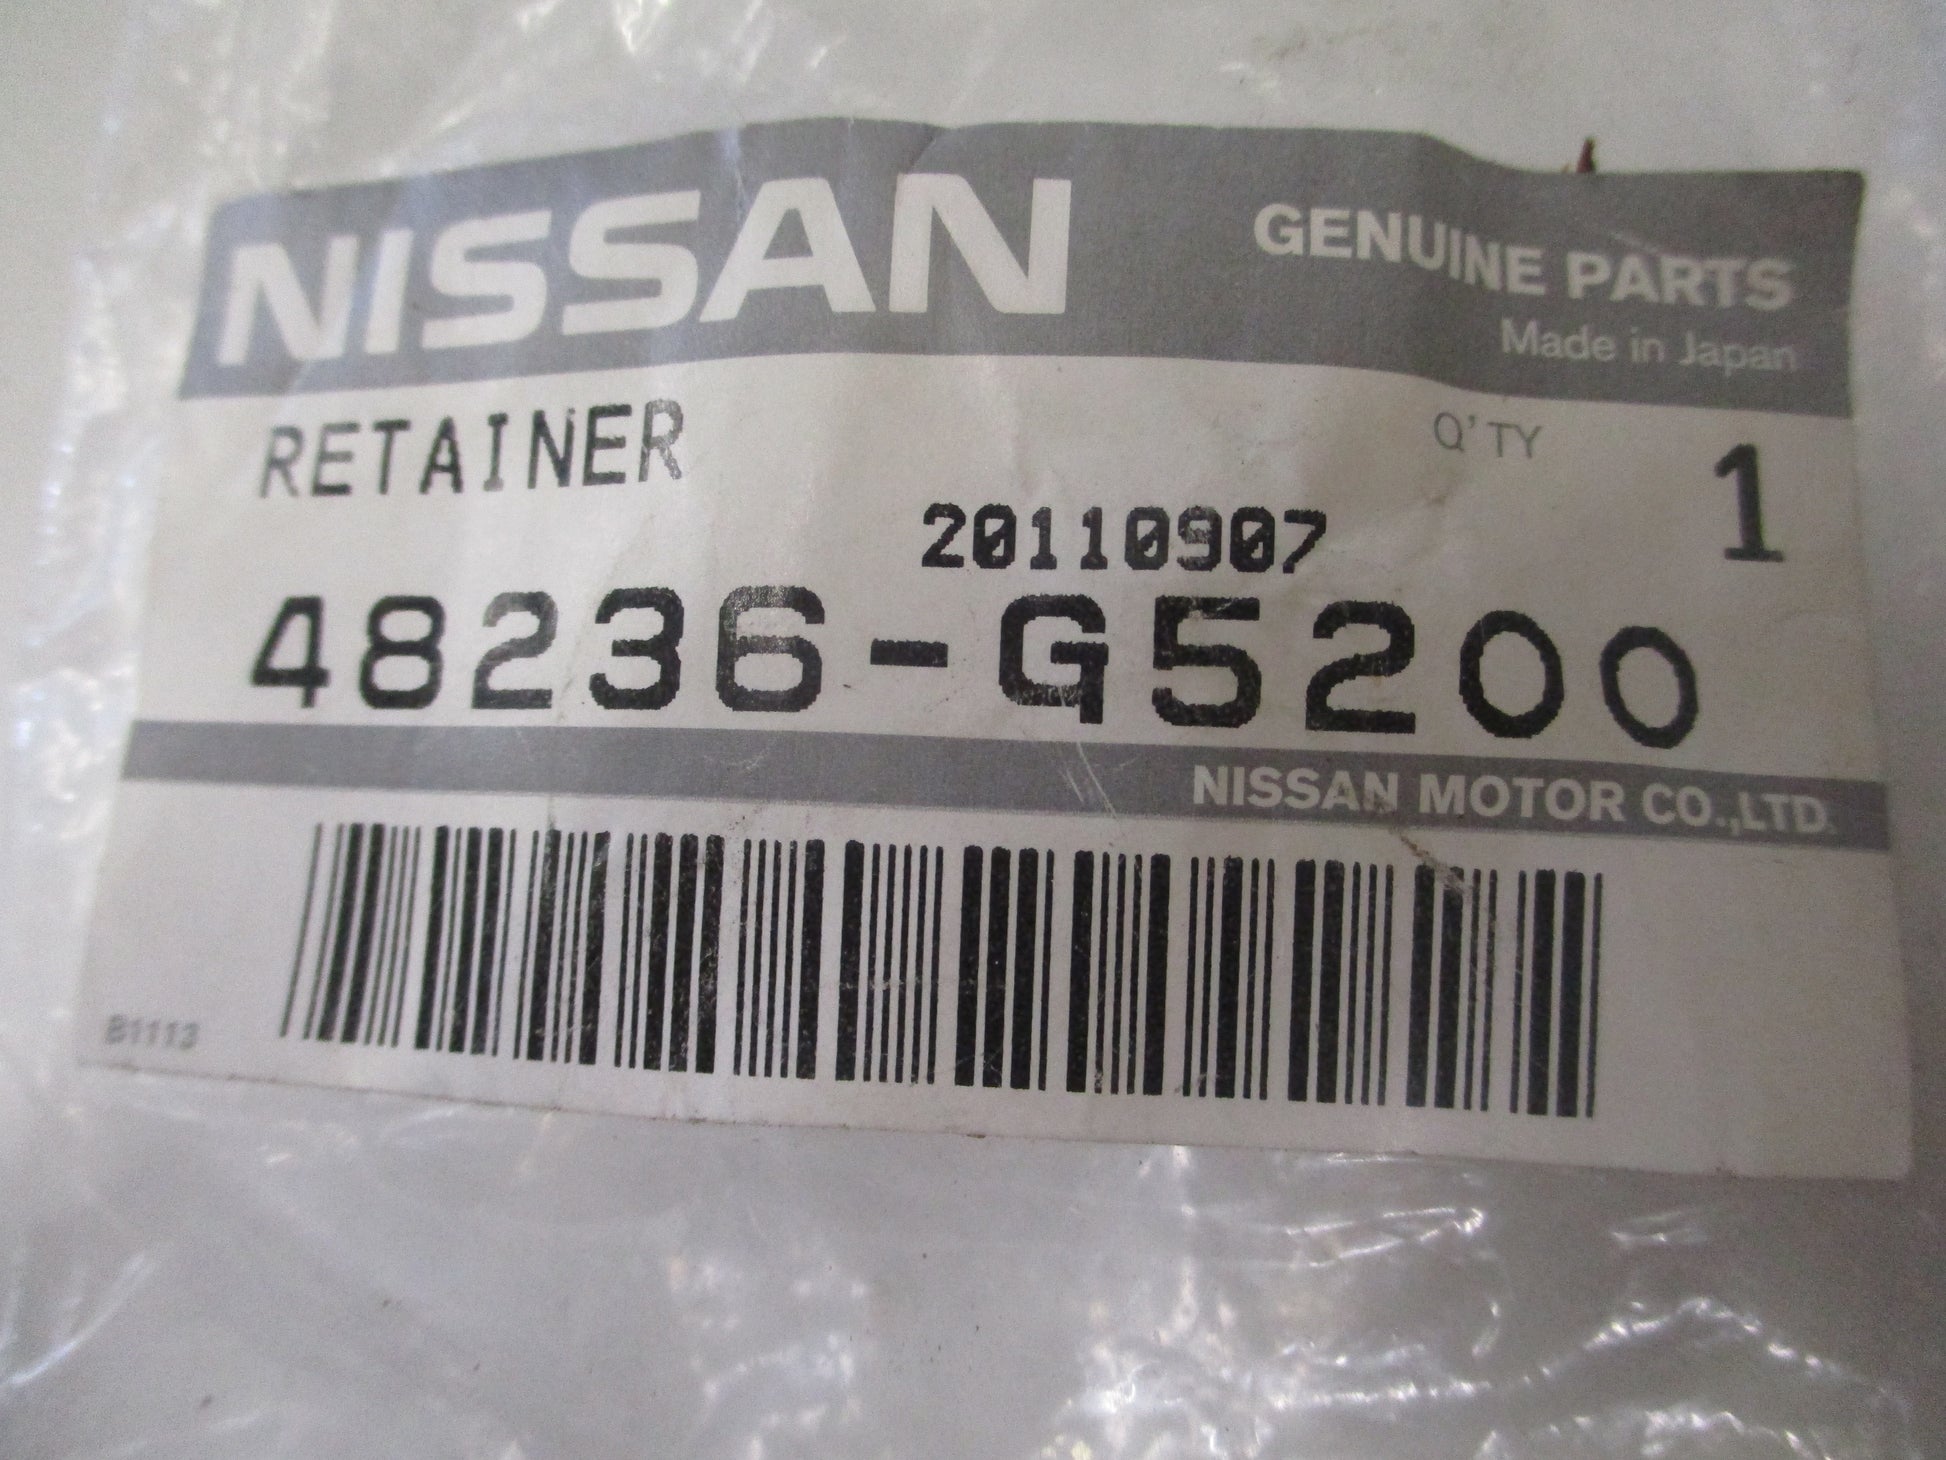 NISSAN
GENUINE PARTS
Made in Japan
RETAINER
Q'TY 1
20110907
48236-G5200
NISSAN MOTOR CO.,LTD.
B1113